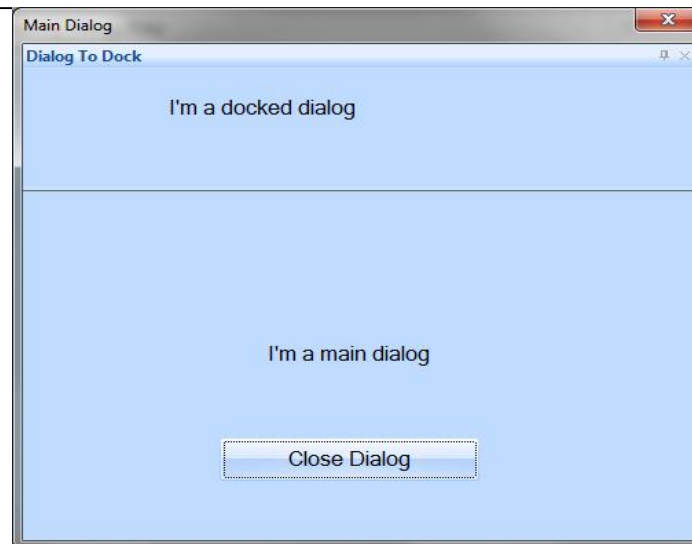 Main Dialog
Dialog To Dock
I'm a docked dialog
I'm a main dialog
Close Dialog